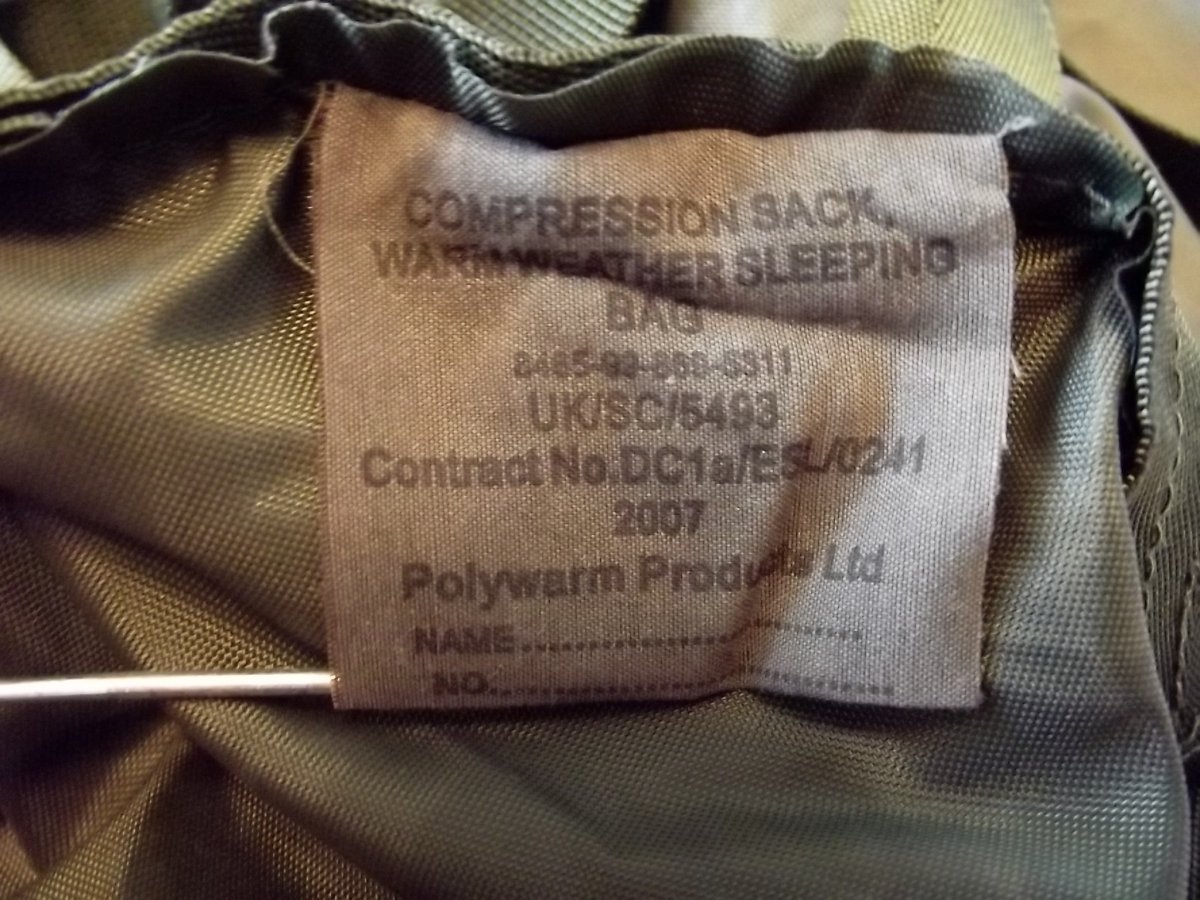 COMPRESSION SACK,
WARM WEATHER SLEEPING
BAG
UK/SC/5493
Contract No.DC1a/ESL/0241
2007
Polywarm Products Ltd
NAME..............................
NO...................................